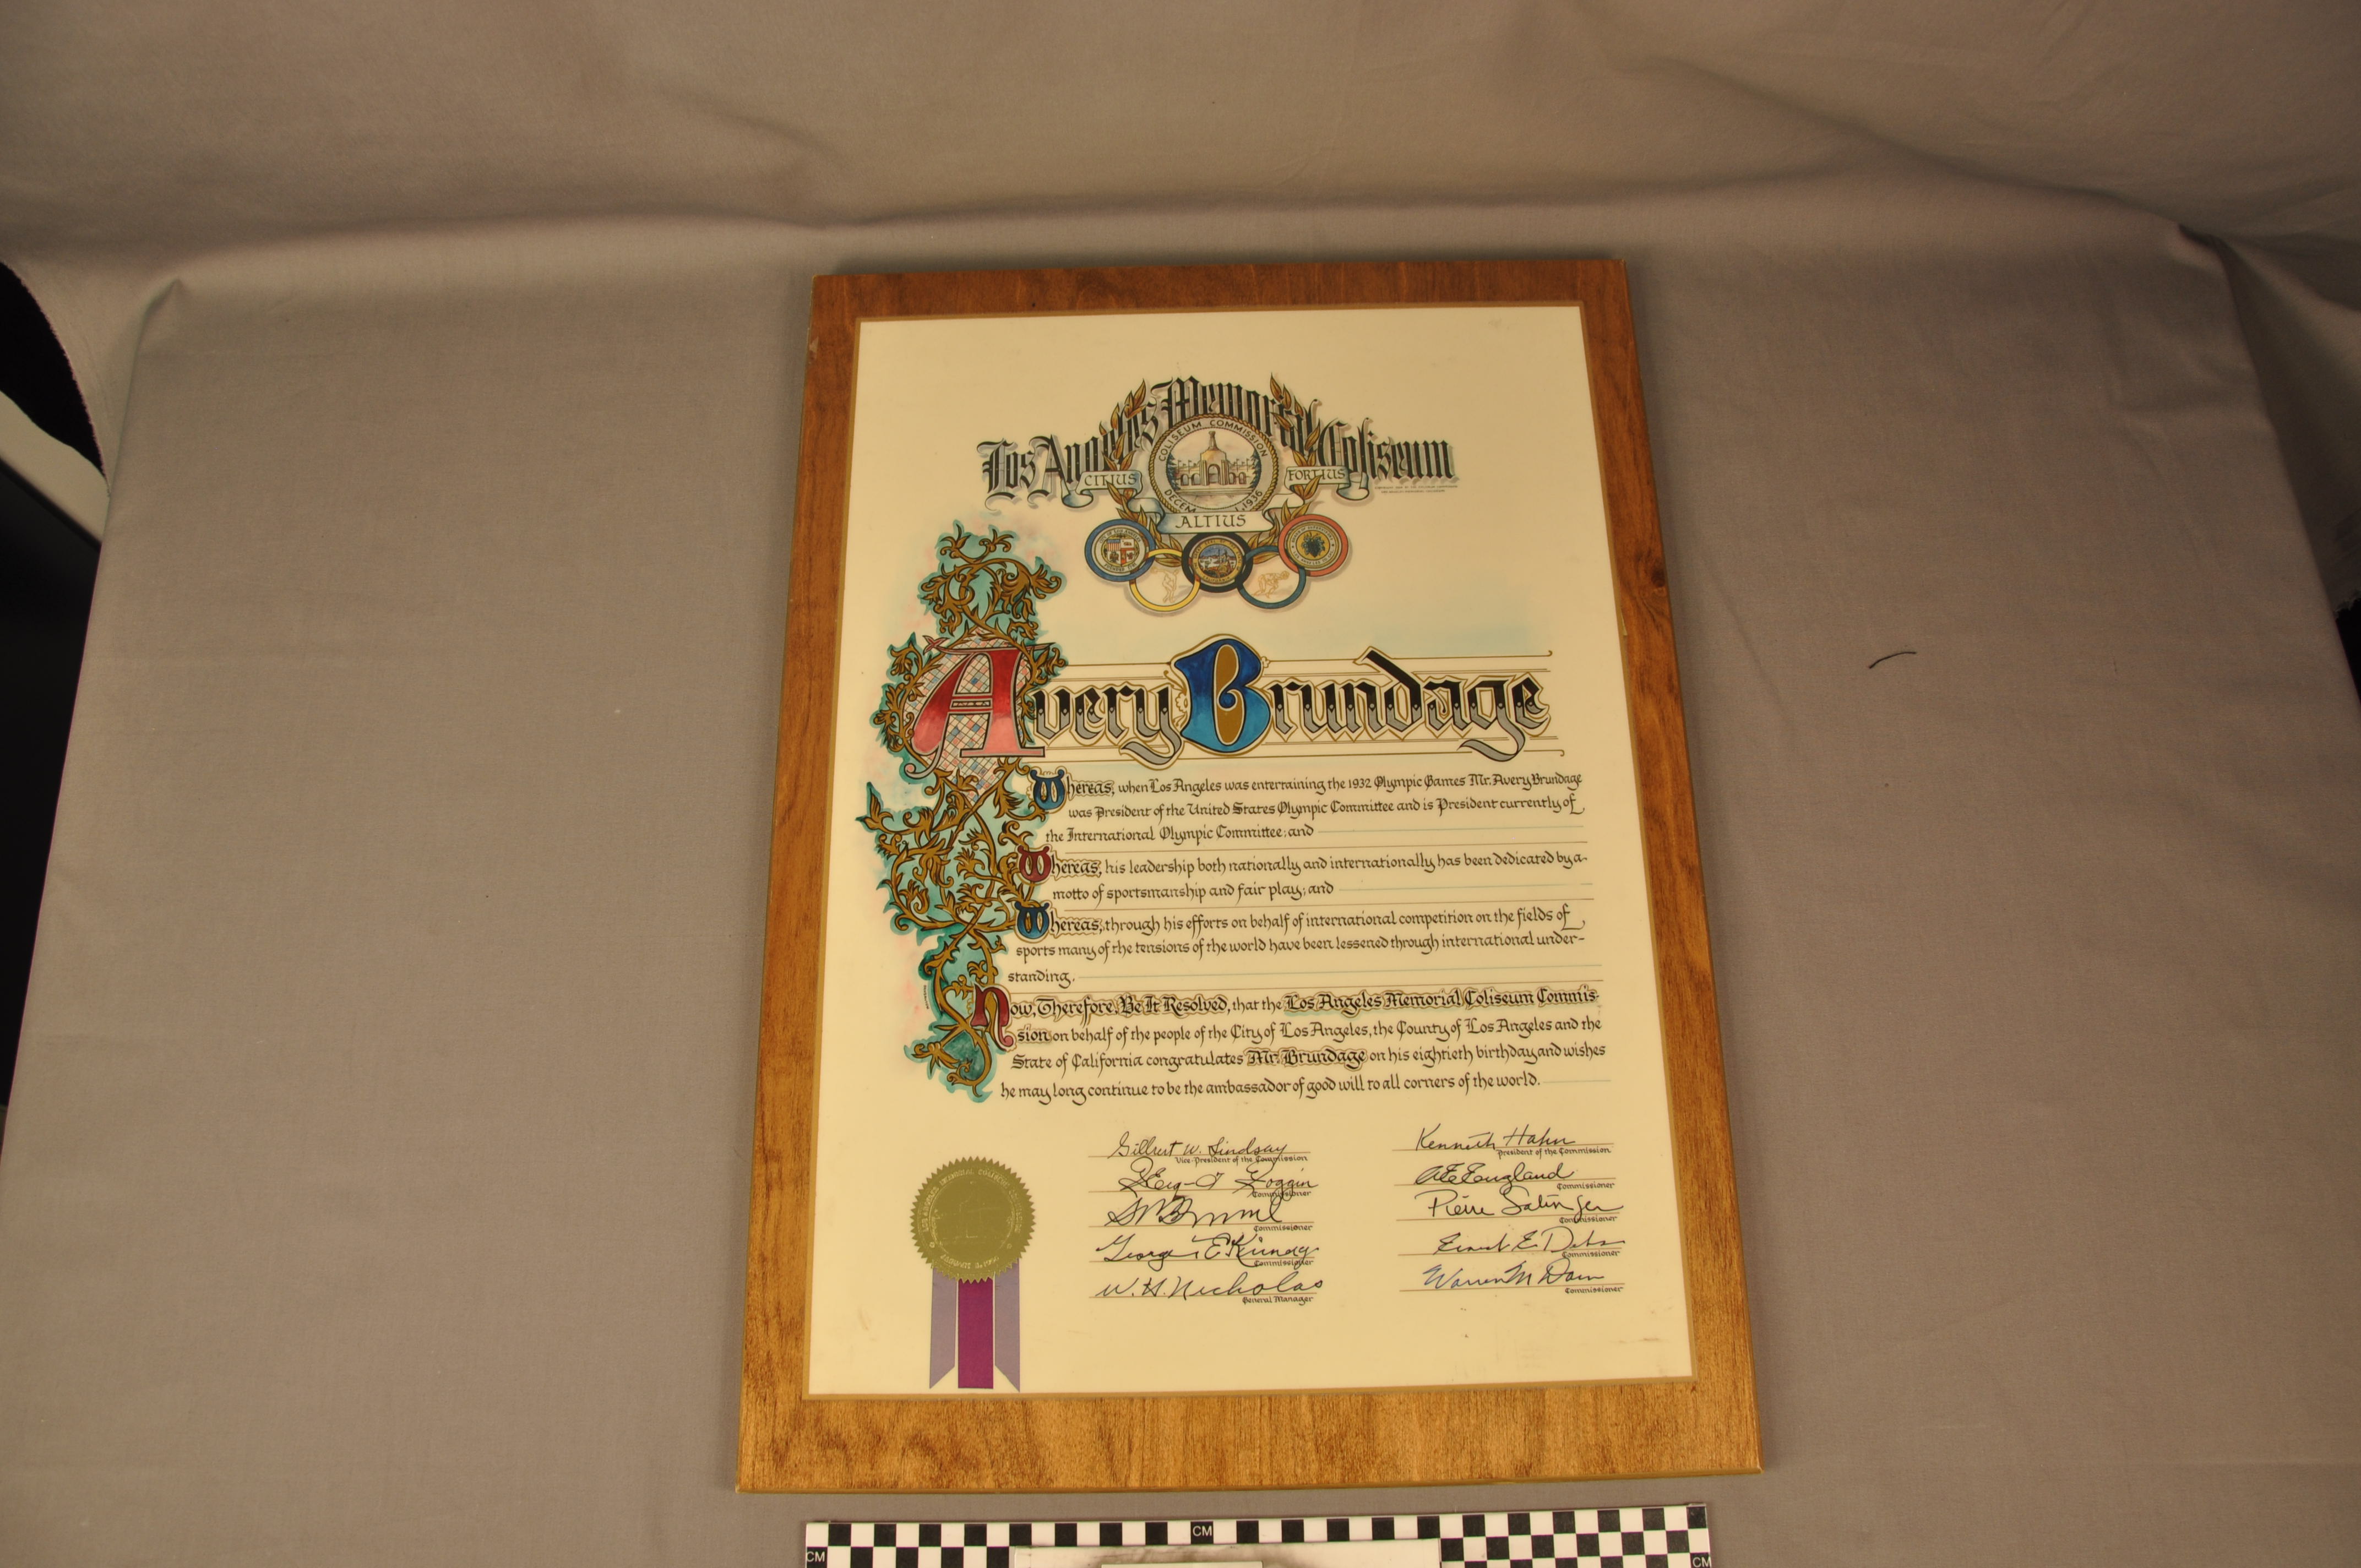 Los Angeles Memorial Coliseum
COLISEUM COMMISSION
CITIUS
FORTIUS
1936
ALTIUS
Avery Brundage
Whereas, when Los Angeles was entertaining the 1932 Olympic Games Mr. Avery Brundage
was President of the United States Olympic Committee and is President currently of
the International Olympic Committee; and
Whereas, his leadership both nationally and internationally has been dedicated by a-
motto of sportsmanship and fair play; and
Whereas, through his efforts on behalf of international competition on the fields of
sports many of the tensions of the world have been lessened through international under-
standing.
Now, Therefore, Be It Resolved, that the Los Angeles Memorial Coliseum Commis-
sion on behalf of the people of the City of Los Angeles, the County of Los Angeles and the
State of California congratulates Mr. Brundage on his eightieth birthday and wishes
he may long continue to be the ambassador of good will to all corners of the world.
Gilbert W. Lindsay
Vice-President of the Commission
Kenneth Hahn
President of the Commission
Commissioner
A E England
Commissioner
Commissioner
Pierre Salinger
Commissioner
George E Kinney
Commissioner
Ernest E Debs
Commissioner
W. H. Nicholas
General Manager
Warren M Dorn
Commissioner
CM
CM
CM